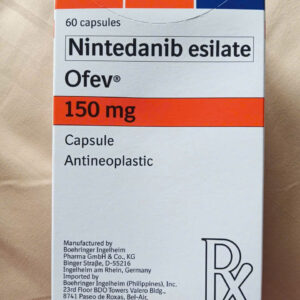 60 capsules
Nintedanib esilate
Ofev®
150 mg
Capsule
Antineoplastic
Manufactured by
Boehringer Ingelheim
Pharma GmbH & Co., KG
Binger Straße, D-55216
Ingelheim am Rhein, Germany
Imported by
Boehringer Ingelheim (Philippines), Inc.
23rd Floor BDO Towers Valero Bldg.,
8741 Paseo de Roxas, Bel-Air,
Rx